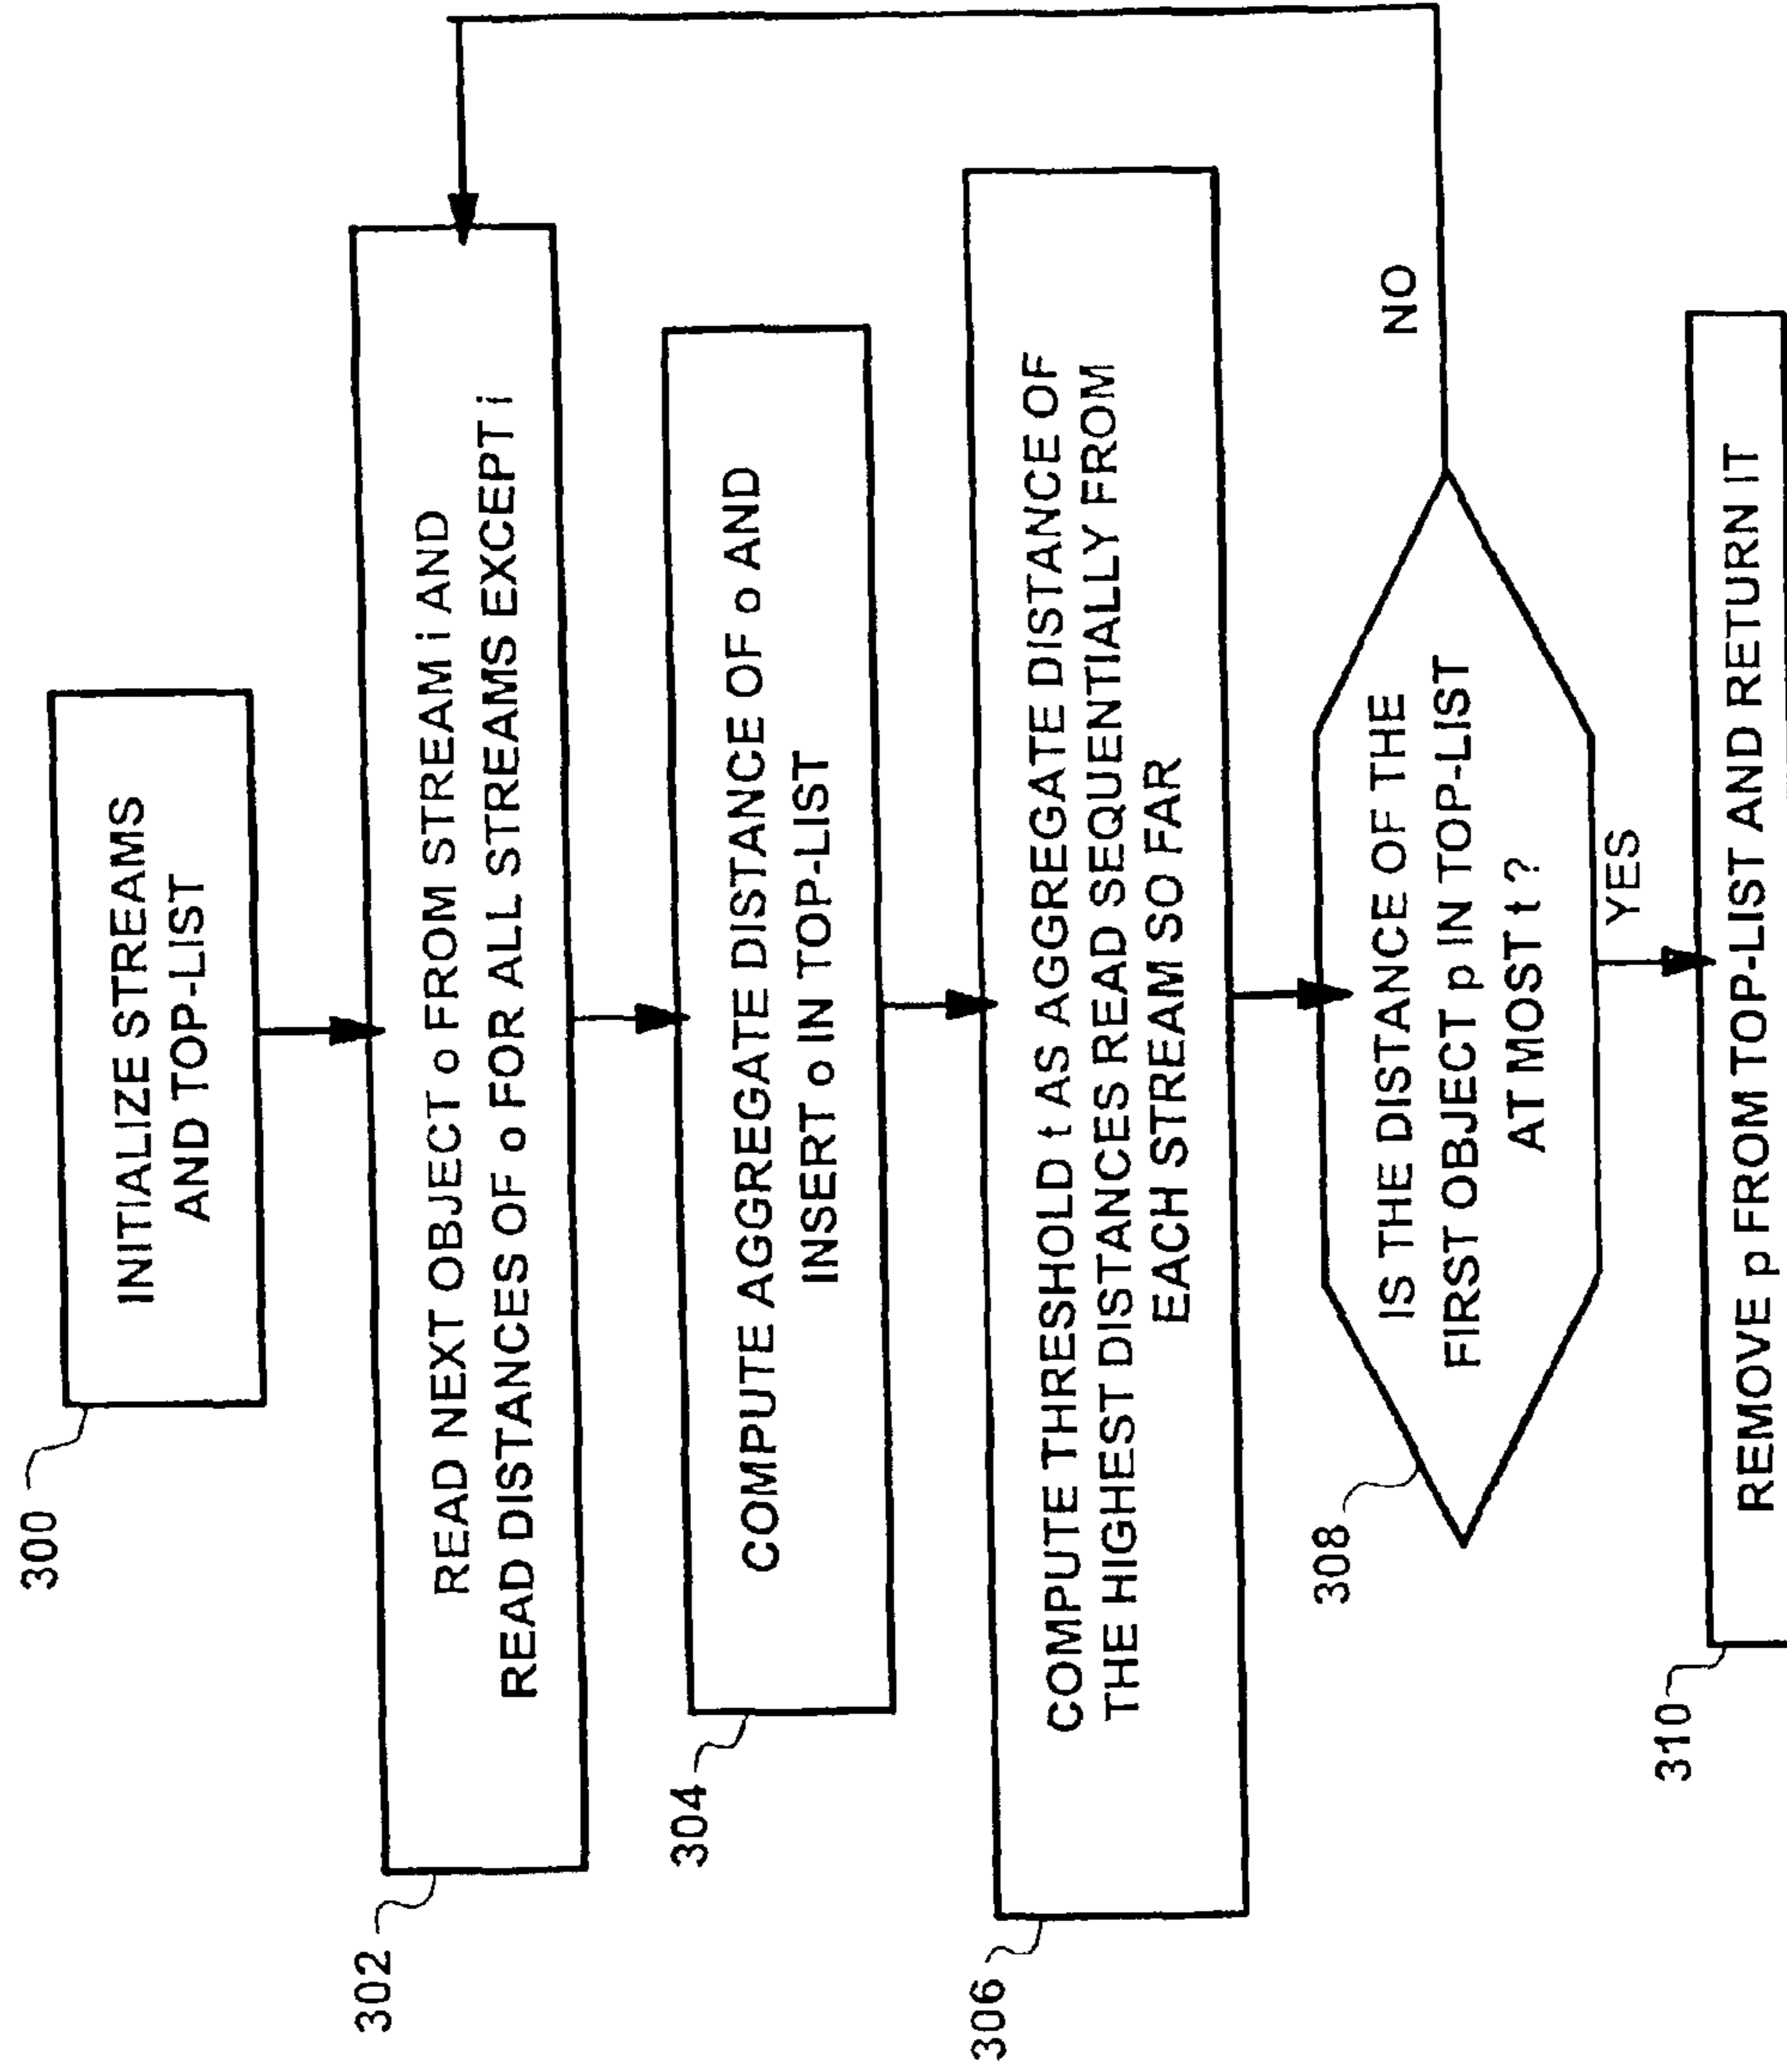 300
INITIALIZE STREAMS
AND TOP-LIST
302
READ NEXT OBJECT o FROM STREAM i AND
READ DISTANCES OF o FOR ALL STREAMS EXCEPT i
304
COMPUTE AGGREGATE DISTANCE OF o AND
INSERT o IN TOP-LIST
306
COMPUTE THRESHOLD t AS AGGREGATE DISTANCE OF
THE HIGHEST DISTANCES READ SEQUENTIALLY FROM
EACH STREAM SO FAR
308
IS THE DISTANCE OF THE
FIRST OBJECT p IN TOP-LIST
AT MOST t ?
NO
YES
310
REMOVE p FROM TOP-LIST AND RETURN IT